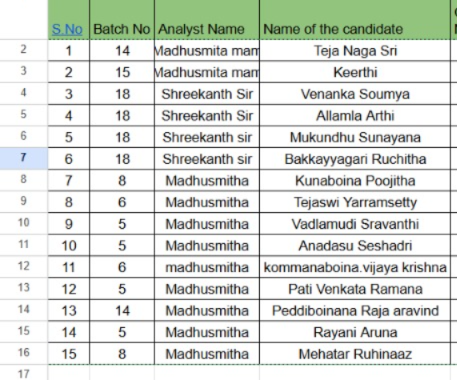 S.No Batch No Analyst Name Name of the candidate
2 1 14 Madhusmita mam Teja Naga Sri
3 2 15 Madhusmita mam Keerthi
4 3 18 Shreekanth Sir Venanka Soumya
5 4 18 Shreekanth Sir Allamla Arthi
6 5 18 Shreekanth sir Mukundhu Sunayana
7 6 18 Shreekanth sir Bakkayyagari Ruchitha
8 7 8 Madhusmitha Kunaboina Poojitha
9 8 6 Madhusmitha Tejaswi Yarramsetty
10 9 5 Madhusmitha Vadlamudi Sravanthi
11 10 5 Madhusmitha Anadasu Seshadri
12 11 6 madhusmitha kommanaboina.vijaya krishna
13 12 5 Madhusmitha Pati Venkata Ramana
14 13 14 Madhusmitha Peddiboinana Raja aravind
15 14 5 Madhusmitha Rayani Aruna
16 15 8 Madhusmitha Mehatar Ruhinaaz
17